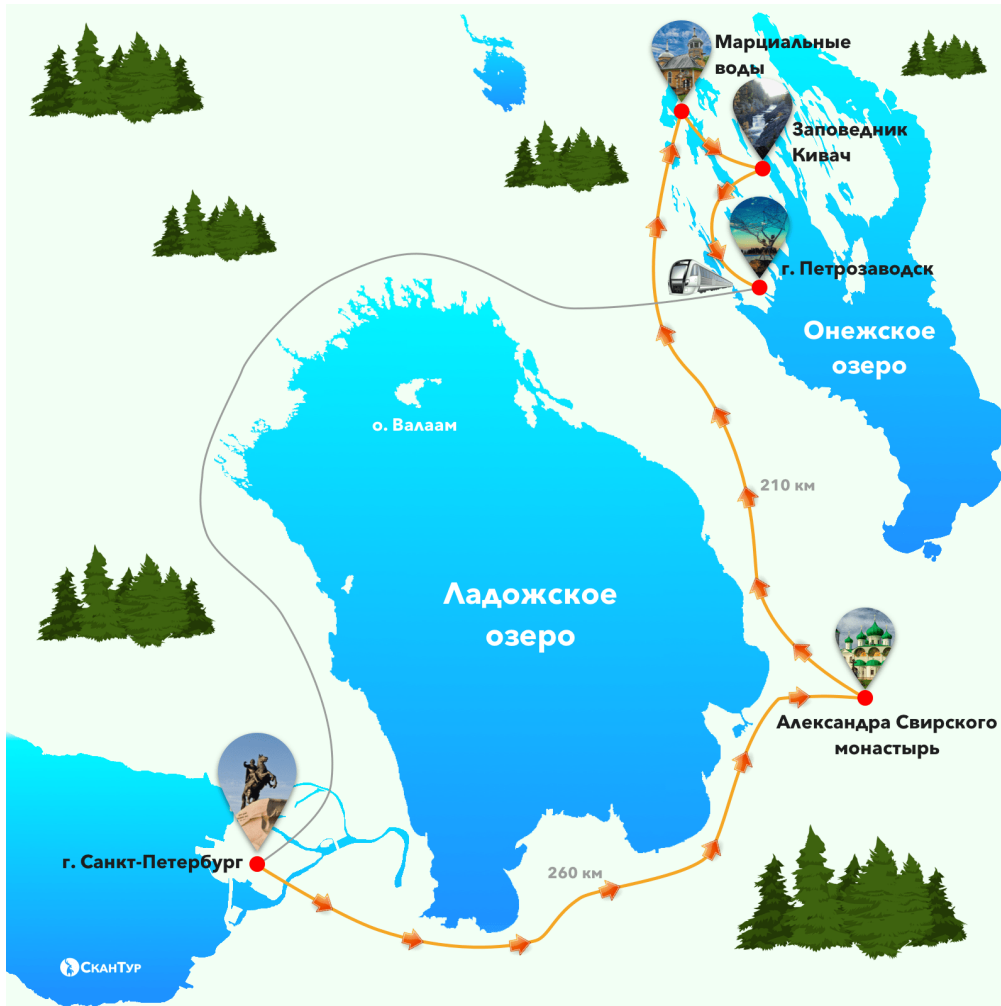 Марциальные
воды
Заповедник
Кивач
г. Петрозаводск
Онежское
озеро
о. Валаам
210 км
Ладожское
озеро
Александра Свирского
монастырь
г. Санкт-Петербург
260 км
СканТур